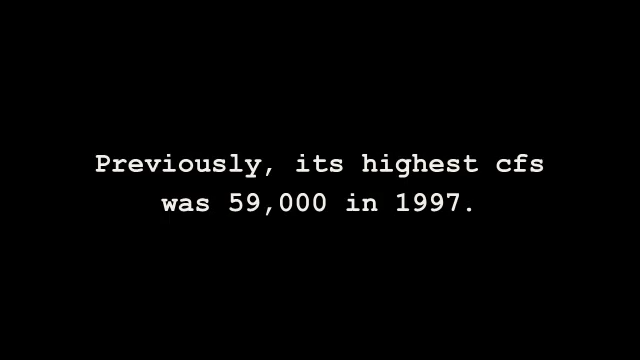 Previously, its highest cfs
was 59,000 in 1997.